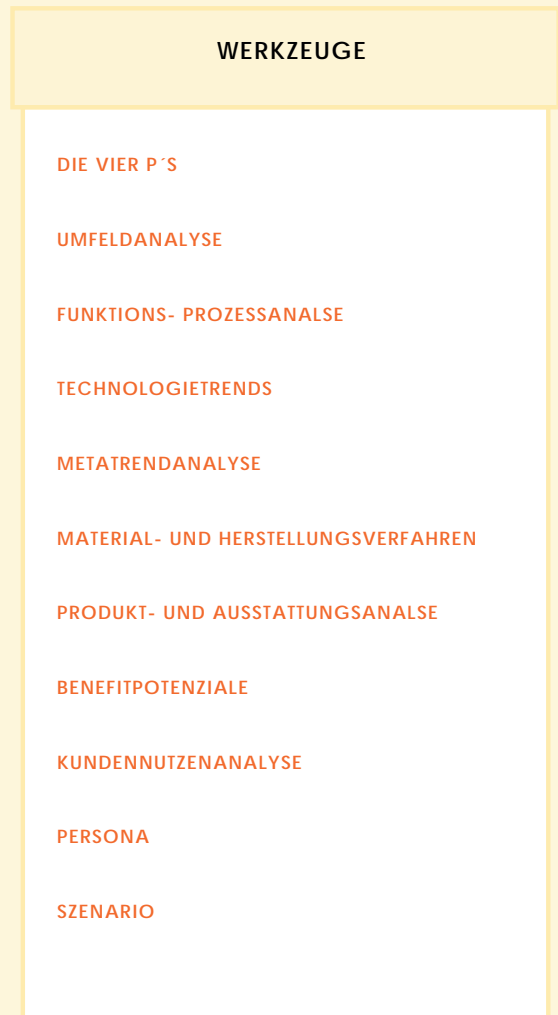 WERKZEUGE
DIE VIER P´S
UMFELDANALYSE
FUNKTIONS- PROZESSANALSE
TECHNOLOGIETRENDS
METATRENDANALYSE
MATERIAL- UND HERSTELLUNGSVERFAHREN
PRODUKT- UND AUSSTATTUNGSANALSE
BENEFITPOTENZIALE
KUNDENNUTZENANALYSE
PERSONA
SZENARIO